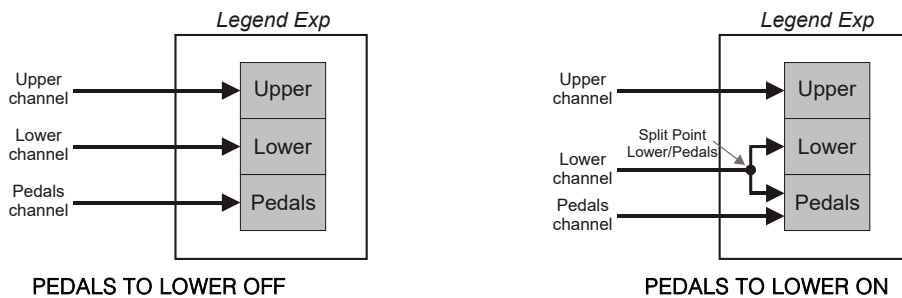 Legend Exp
Upper
channel
Lower
channel
Pedals
channel
Upper
Lower
Pedals
PEDALS TO LOWER OFF
Legend Exp
Upper
channel
Split Point
Lower/Pedals
Lower
channel
Pedals
channel
Upper
Lower
Pedals
PEDALS TO LOWER ON